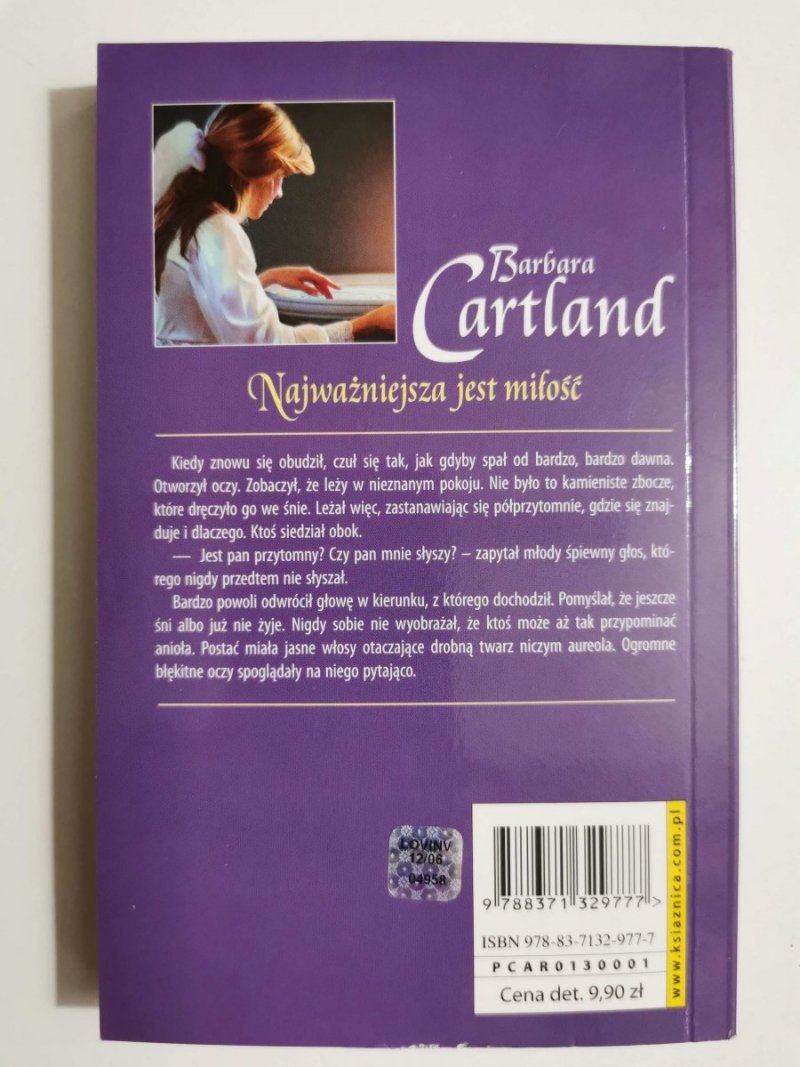 Barbara
Cartland
Najważniejsza jest miłość
Kiedy znowu się obudził, czuł się tak, jak gdyby spał od bardzo, bardzo dawna.
Otworzył oczy. Zobaczył, że leży w nieznanym pokoju. Nie było to kamieniste zbocze,
które dręczyło go we śnie. Leżał więc, zastanawiając się półprzytomnie, gdzie się znaj-
duje i dlaczego. Ktoś siedział obok.
— Jest pan przytomny? Czy pan mnie słyszy? – zapytał młody śpiewny głos, któ-
rego nigdy przedtem nie słyszał.
Bardzo powoli odwrócił głowę w kierunku, z którego dochodził. Pomyślał, że jeszcze
śni albo już nie żyje. Nigdy sobie nie wyobrażał, że ktoś może aż tak przypominać
anioła. Postać miała jasne włosy otaczające drobną twarz niczym aureola. Ogromne
błękitne oczy spoglądały na niego pytająco.
LOV/INV
12/06
04958
9 788371 329777>
ISBN 978-83-7132-977-7
PCAR0130001
Cena det. 9,90 zł
www.ksiaznica.com.pl